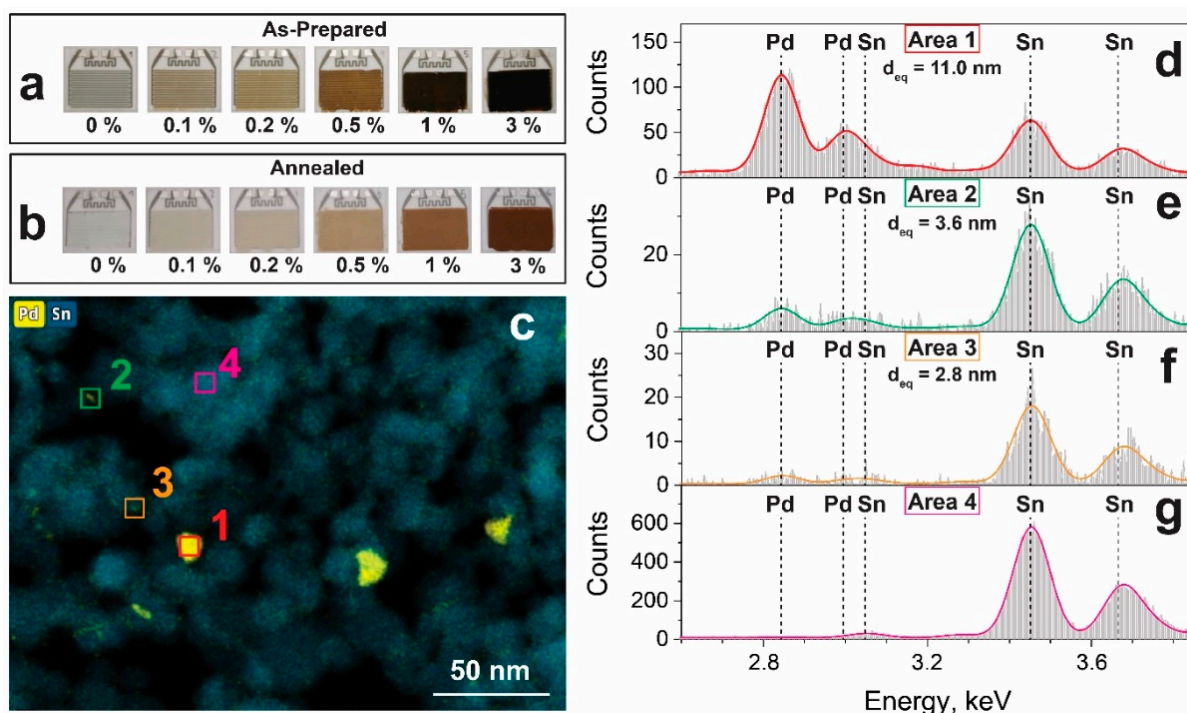 As-Prepared
a
0 % 0.1 % 0.2 % 0.5 % 1 % 3 %
Annealed
b
0 % 0.1 % 0.2 % 0.5 % 1 % 3 %
Pd Sn
c
4
2
3
1
50 nm
150
100
50
0
Counts
Pd Pd Sn Area 1 Sn Sn
d_eq = 11.0 nm
d
20
0
Counts
Pd Pd Sn Area 2 Sn Sn
d_eq = 3.6 nm
e
30
20
10
0
Counts
Pd Pd Sn Area 3 Sn Sn
d_eq = 2.8 nm
f
600
400
200
0
Counts
Pd Pd Sn Area 4 Sn Sn
g
2.8 3.2 3.6
Energy, keV